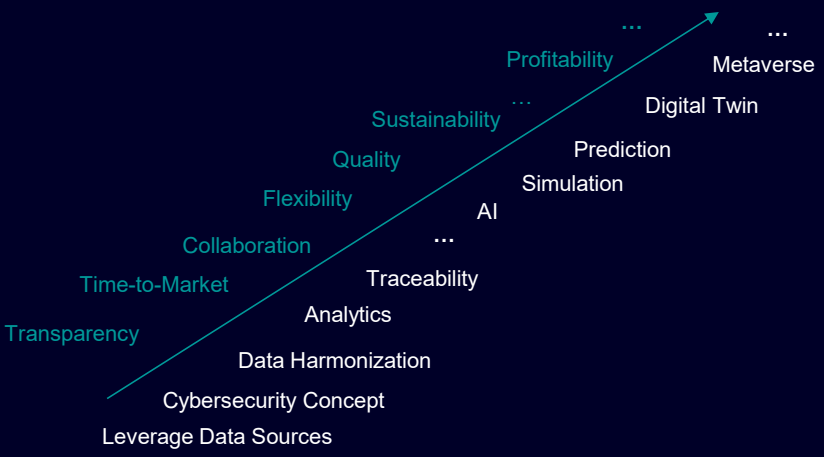 …
…
Profitability
Metaverse
…
Digital Twin
Sustainability
Prediction
Quality
Simulation
Flexibility
AI
…
Collaboration
Traceability
Time-to-Market
Analytics
Transparency
Data Harmonization
Cybersecurity Concept
Leverage Data Sources